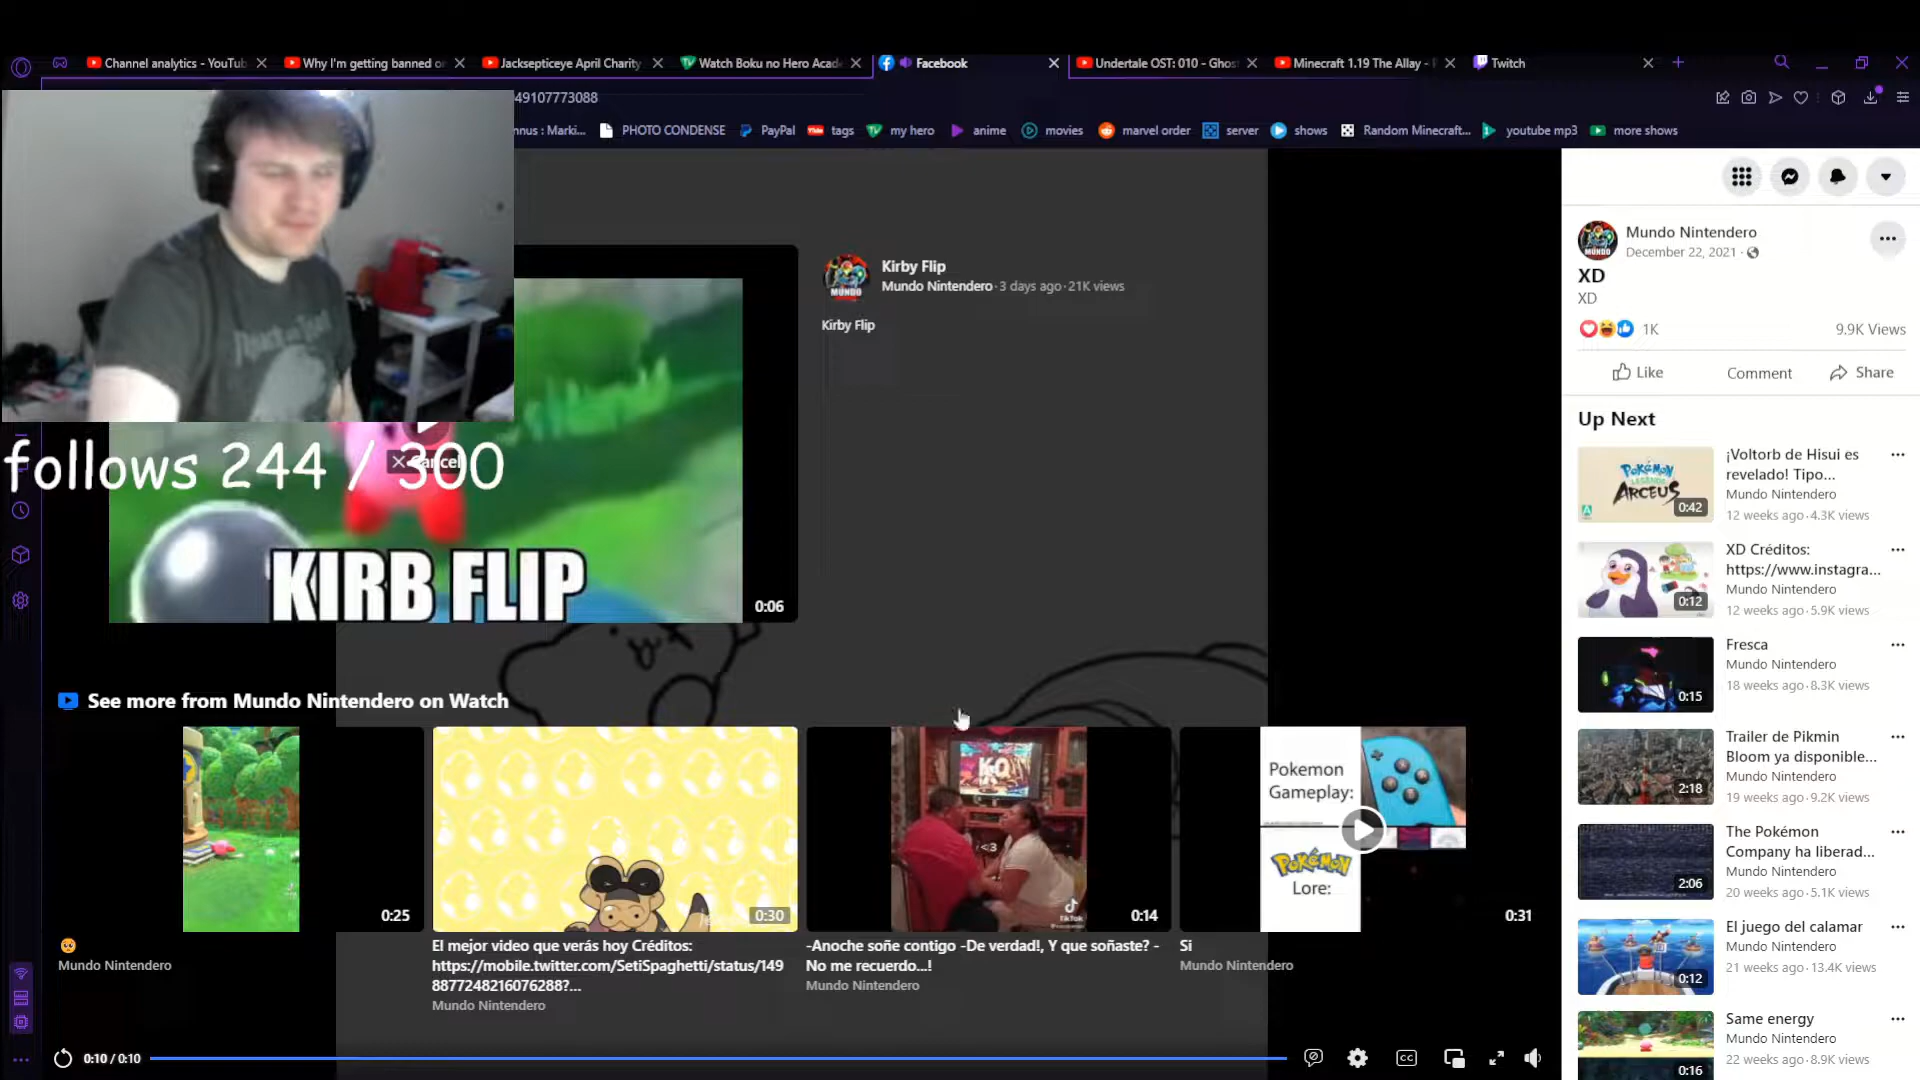 Channel analytics - YouTub
Why I'm getting banned o
Jacksepticeye April Charity
Watch Boku no Hero Acad
Facebook
Undertale OST: 010 - Ghos
Minecraft 1.19 The Allay -
Twitch
49107773088
nnus : Marki...
PHOTO CONDENSE
PayPal
tags
my hero
anime
movies
marvel order
server
shows
Random Minecraft...
youtube mp3
more shows
follows 244 / 300
Cancel
KIRB FLIP
0:06
Kirby Flip
Mundo Nintendero · 3 days ago · 21K views
Kirby Flip
See more from Mundo Nintendero on Watch
0:25
Mundo Nintendero
0:30
El mejor video que verás hoy Créditos:
https://mobile.twitter.com/SetiSpaghetti/status/149
8877248216076288?...
Mundo Nintendero
<3
TikTok
0:14
-Anoche soñe contigo -De verdad!, Y que soñaste? -
No me recuerdo...!
Mundo Nintendero
Pokemon
Gameplay:
POKéMON
Lore:
0:31
Si
Mundo Nintendero
0:10 / 0:10
CC
MUNDO
Mundo Nintendero
December 22, 2021 ·
XD
XD
1K
9.9K Views
Like
Comment
Share
Up Next
POKéMON
LEGENDS
ARCEUS
0:42
¡Voltorb de Hisui es
revelado! Tipo...
Mundo Nintendero
12 weeks ago · 4.3K views
0:12
XD Créditos:
https://www.instagra...
Mundo Nintendero
12 weeks ago · 5.9K views
0:15
Fresca
Mundo Nintendero
18 weeks ago · 8.3K views
2:18
Trailer de Pikmin
Bloom ya disponible...
Mundo Nintendero
19 weeks ago · 9.2K views
2:06
The Pokémon
Company ha liberad...
Mundo Nintendero
20 weeks ago · 5.1K views
0:12
El juego del calamar
Mundo Nintendero
21 weeks ago · 13.4K views
0:16
Same energy
Mundo Nintendero
22 weeks ago · 8.9K views